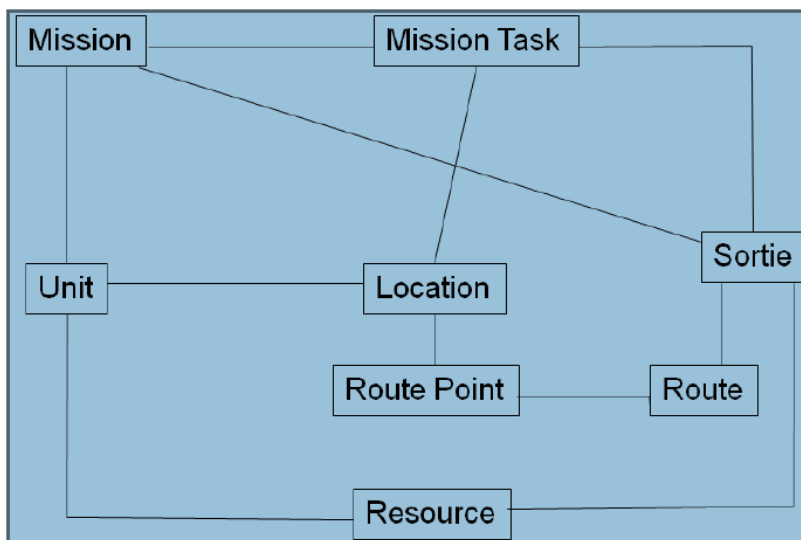 Mission
Mission Task
Sortie
Unit
Location
Route Point
Route
Resource